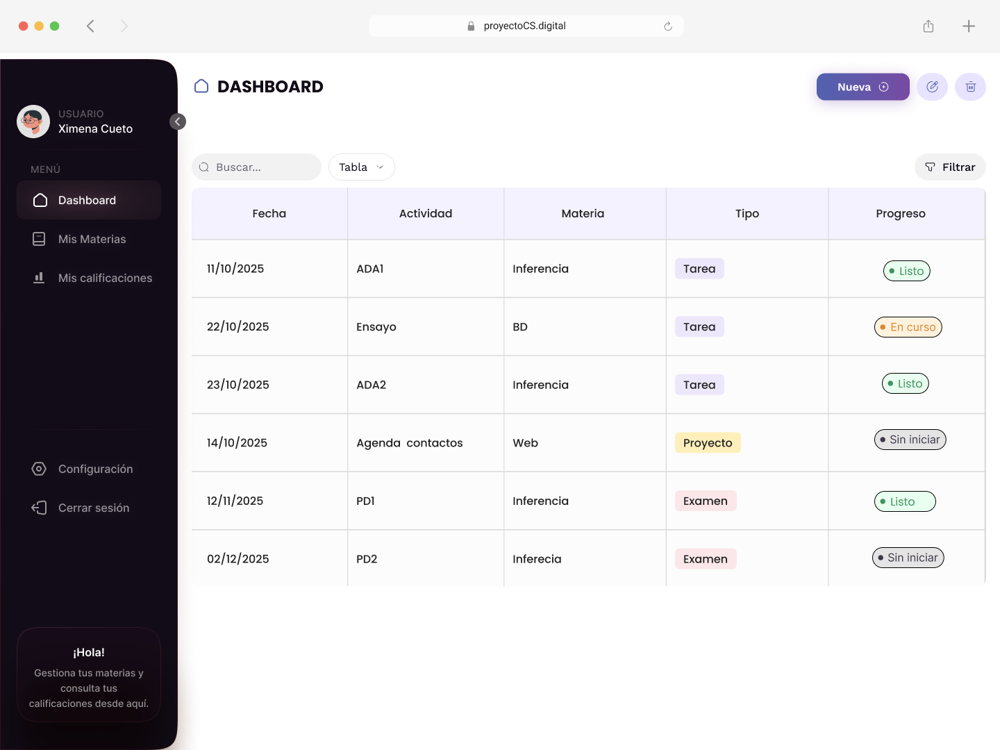 proyectoCS.digital
USUARIO
Ximena Cueto
MENÚ
Dashboard
Mis Materias
Mis calificaciones
Configuración
Cerrar sesión
¡Hola!
Gestiona tus materias y
consulta tus
calificaciones desde aquí.
DASHBOARD
Nueva
Buscar...
Tabla
Filtrar
Fecha Actividad Materia Tipo Progreso
11/10/2025 ADA1 Inferencia Tarea Listo
22/10/2025 Ensayo BD Tarea En curso
23/10/2025 ADA2 Inferencia Tarea Listo
14/10/2025 Agenda contactos Web Proyecto Sin iniciar
12/11/2025 PD1 Inferencia Examen Listo
02/12/2025 PD2 Inferecia Examen Sin iniciar